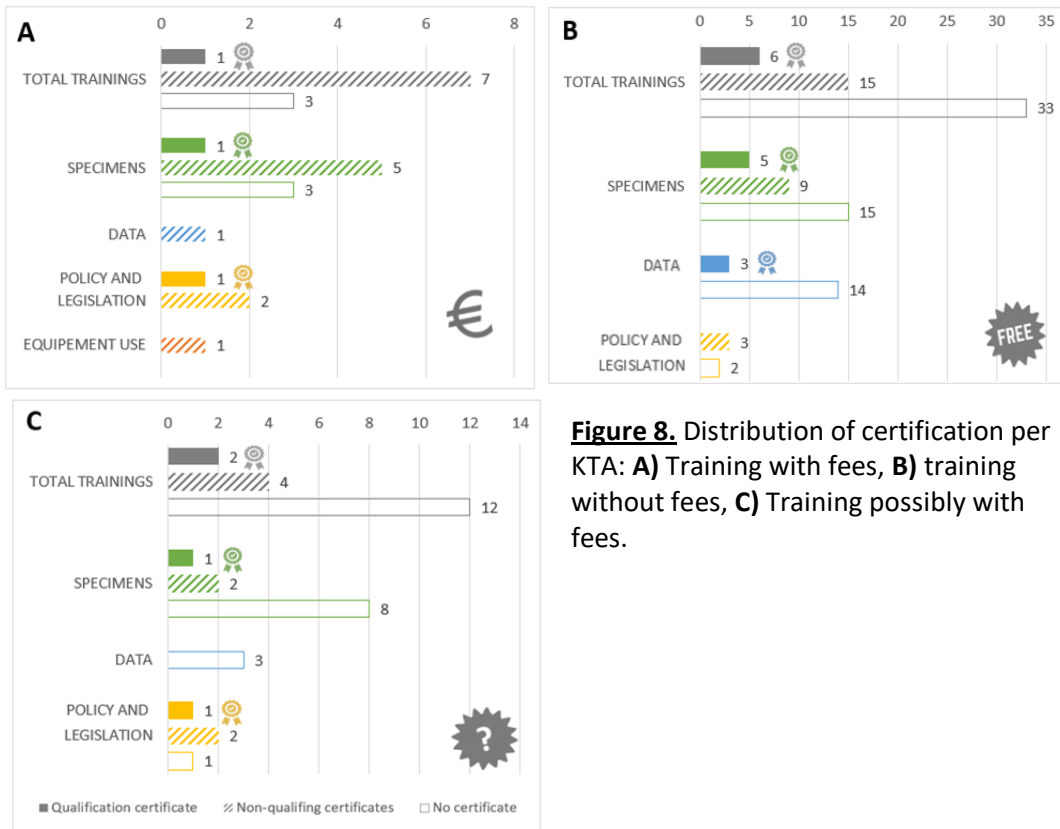 A
0 2 4 6 8
1
TOTAL TRAININGS
7
3
1
SPECIMENS
5
3
DATA
1
POLICY AND
1
LEGISLATION
2
EQUIPEMENT USE
1
€
B
0 5 10 15 20 25 30 35
6
TOTAL TRAININGS
15
33
5
SPECIMENS
9
15
DATA
3
14
POLICY AND
3
LEGISLATION
2
FREE
C
0 2 4 6 8 10 12 14
2
TOTAL TRAININGS
4
12
1
SPECIMENS
2
8
DATA
3
POLICY AND
1
LEGISLATION
2
1
?
Qualification certificate Non-qualifing certificates No certificate
Figure 8. Distribution of certification per
KTA: A) Training with fees, B) training
without fees, C) Training possibly with
fees.